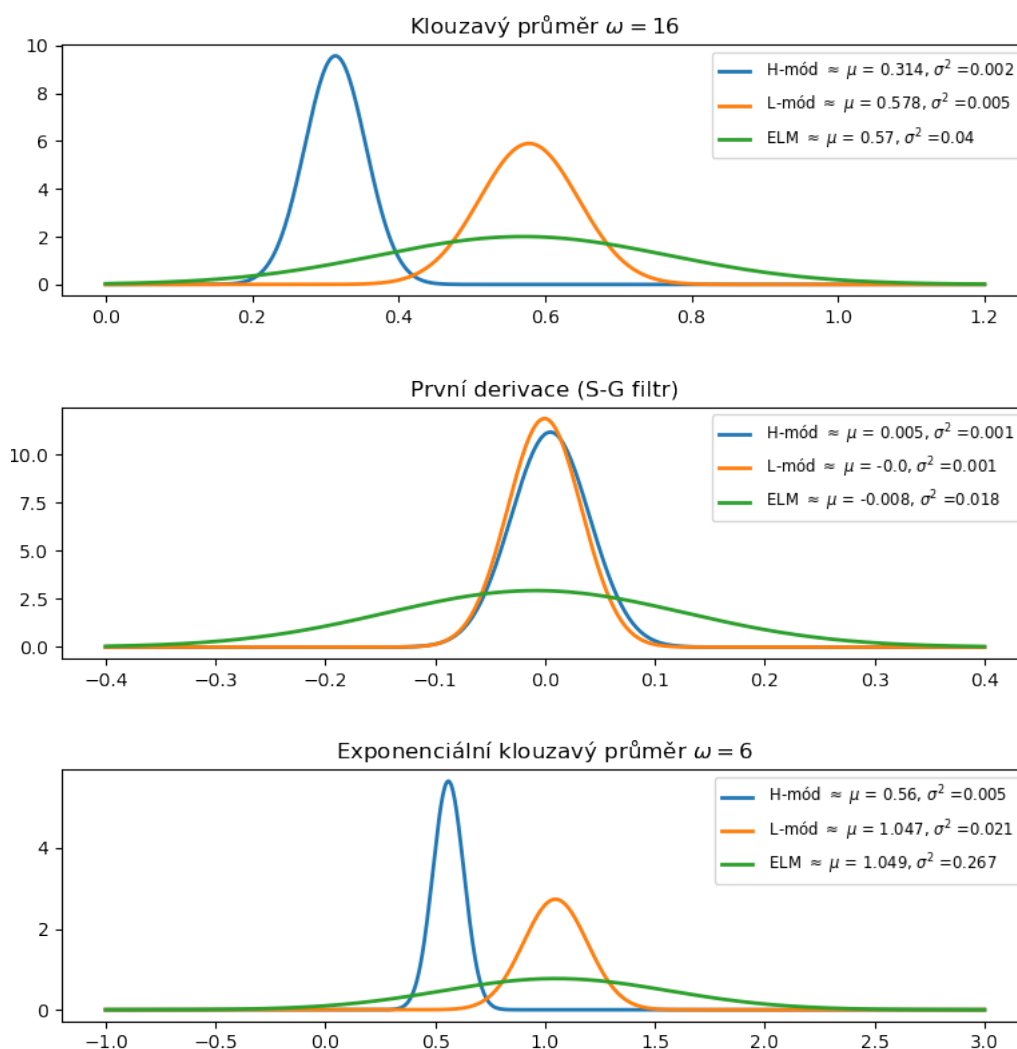 Klouzavý průměr ω = 16
10
8
6
4
2
0
H-mód ≈ μ = 0.314, σ² =0.002
L-mód ≈ μ = 0.578, σ² =0.005
ELM ≈ μ = 0.57, σ² =0.04
0.0 0.2 0.4 0.6 0.8 1.0 1.2
První derivace (S-G filtr)
10.0
7.5
5.0
2.5
0.0
H-mód ≈ μ = 0.005, σ² =0.001
L-mód ≈ μ = -0.0, σ² =0.001
ELM ≈ μ = -0.008, σ² =0.018
−0.4 −0.3 −0.2 −0.1 0.0 0.1 0.2 0.3 0.4
Exponenciální klouzavý průměr ω = 6
4
2
0
H-mód ≈ μ = 0.56, σ² =0.005
L-mód ≈ μ = 1.047, σ² =0.021
ELM ≈ μ = 1.049, σ² =0.267
−1.0 −0.5 0.0 0.5 1.0 1.5 2.0 2.5 3.0